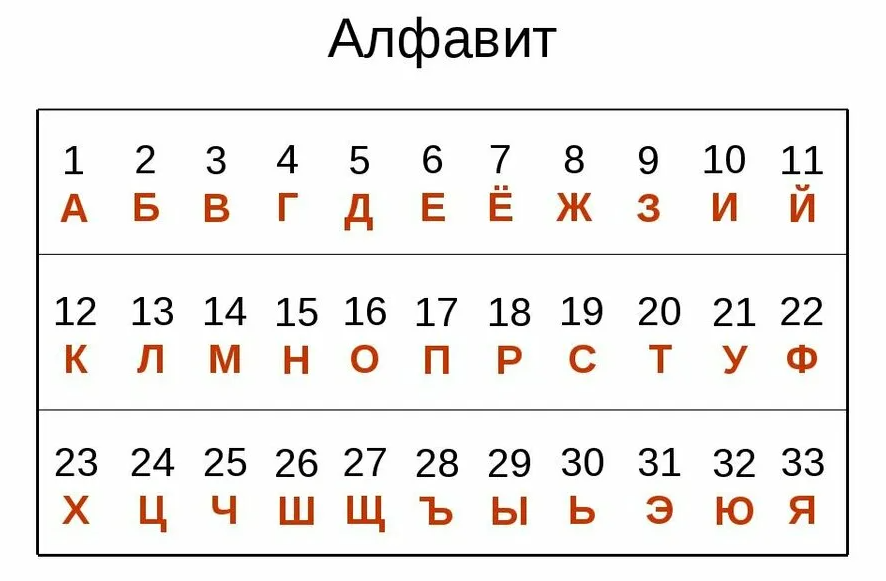 Алфавит
1 2 3 4 5 6 7 8 9 10 11
А Б В Г Д Е Ё Ж З И Й
12 13 14 15 16 17 18 19 20 21 22
К Л М Н О П Р С Т У Ф
23 24 25 26 27 28 29 30 31 32 33
Х Ц Ч Ш Щ Ъ Ы Ь Э Ю Я